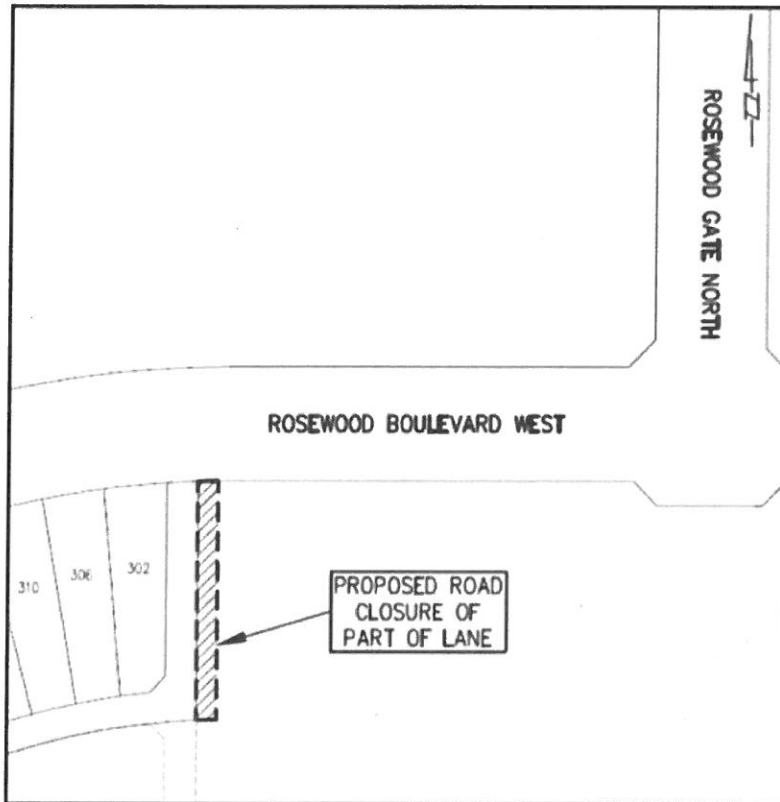 ROSEWOOD GATE NORTH
ROSEWOOD BOULEVARD WEST
310
306
302
PROPOSED ROAD
CLOSURE OF
PART OF LANE